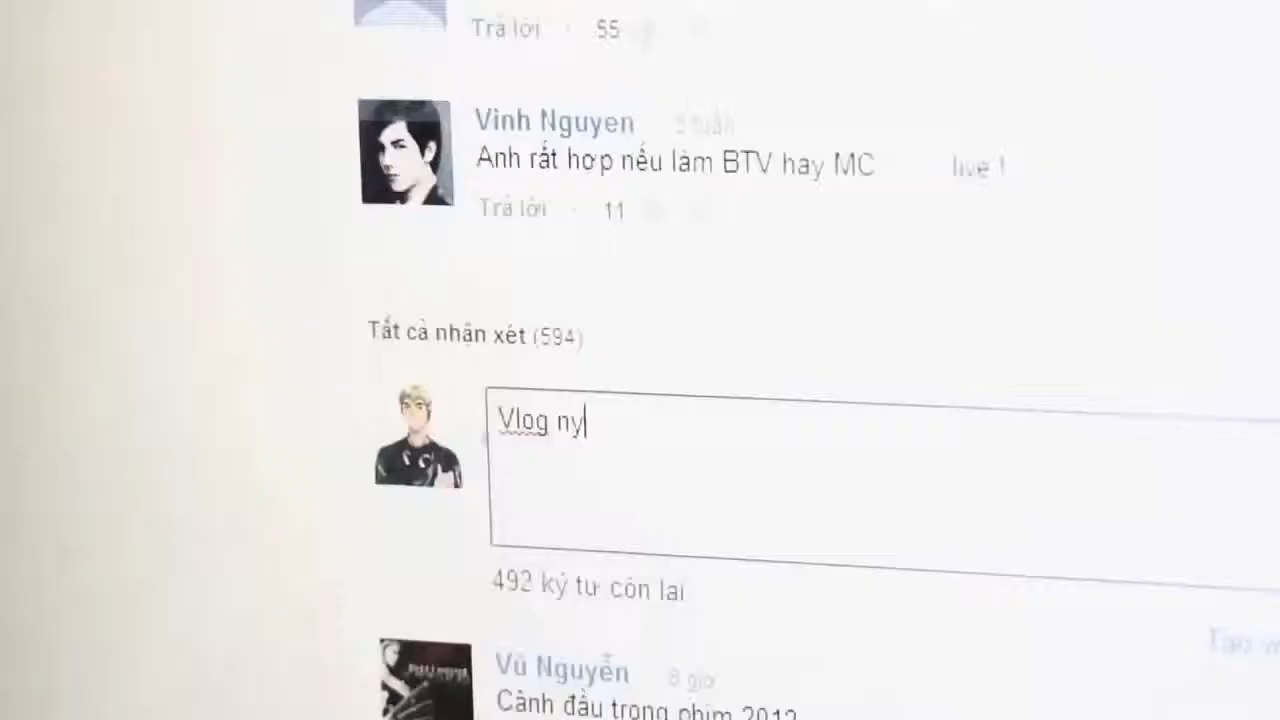 Trả lời · 55
Vinh Nguyen 2 tuần
Anh rất hợp nếu làm BTV hay MC live !
Trả lời · 11
Tất cả nhận xét (594)
Vlog ny
492 ký tự còn lại
Vũ Nguyễn 8 giờ
Cảnh đầu trong phim 2012